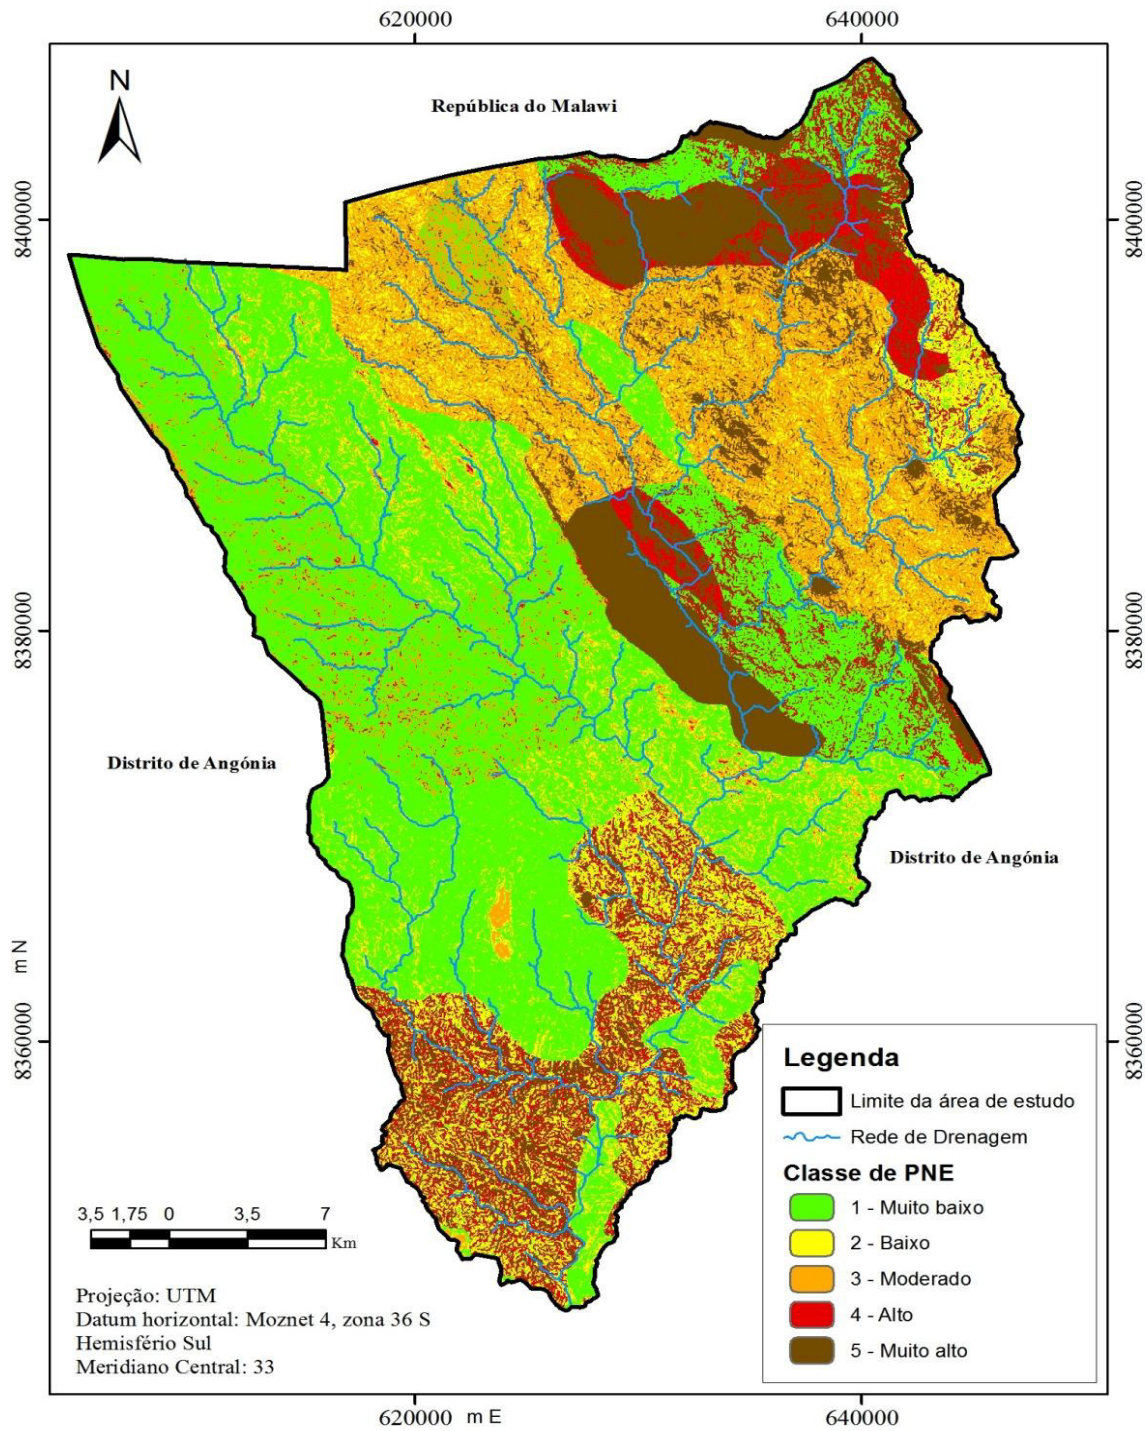 620000
640000
N
República do Malawi
8400000
8400000
8380000
8380000
Distrito de Angónia
Distrito de Angónia
m N
8360000
8360000
Legenda
Limite da área de estudo
Rede de Drenagem
Classe de PNE
1 - Muito baixo
2 - Baixo
3 - Moderado
4 - Alto
5 - Muito alto
3,5 1,75 0 3,5 7
Km
Projeção: UTM
Datum horizontal: Moznet 4, zona 36 S
Hemisfério Sul
Meridiano Central: 33
620000 m E
640000